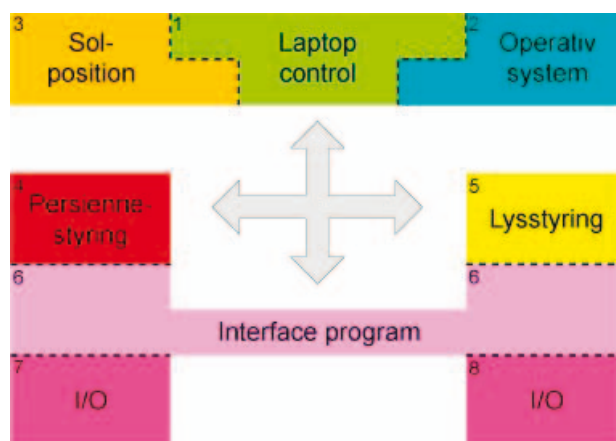 3
Sol-
position
1
Laptop
control
2
Operativ
system
4
Persienne-
styring
5
Lysstyring
6
6
Interface program
7
I/O
8
I/O